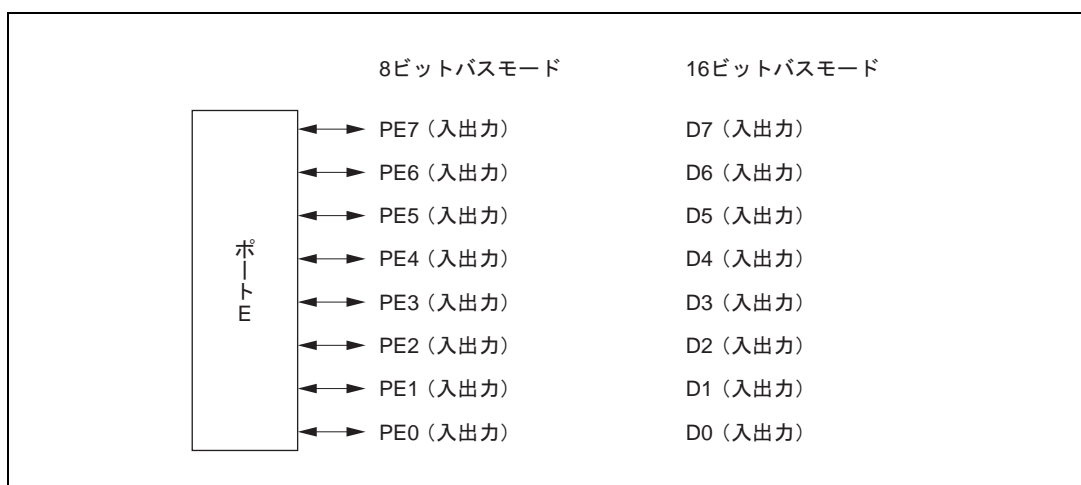 8ビットバスモード 16ビットバスモード
ポートE
PE7（入出力） D7（入出力）
PE6（入出力） D6（入出力）
PE5（入出力） D5（入出力）
PE4（入出力） D4（入出力）
PE3（入出力） D3（入出力）
PE2（入出力） D2（入出力）
PE1（入出力） D1（入出力）
PE0（入出力） D0（入出力）